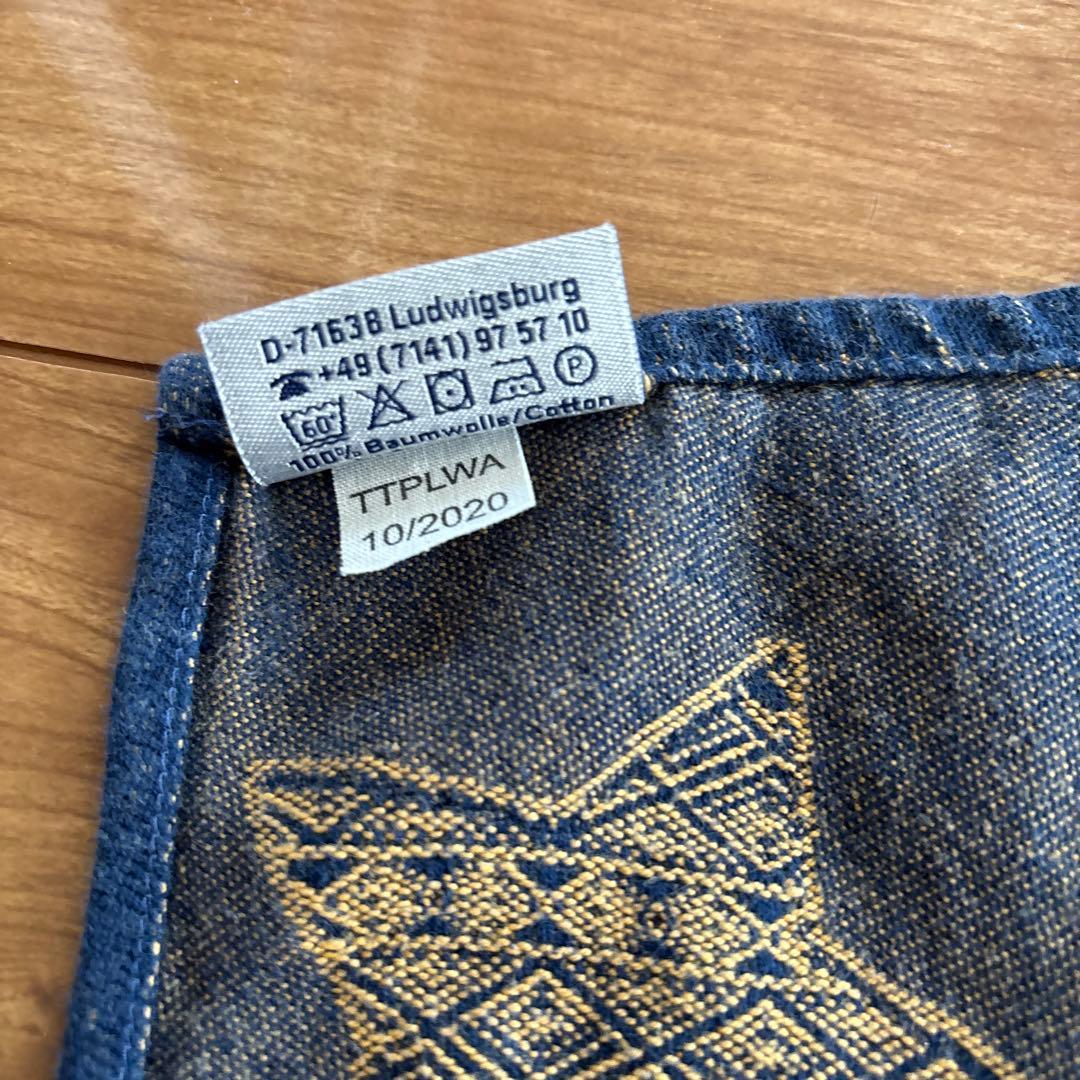 D-71638 Ludwigsburg
☎+49 (7141) 97 57 10
60° P
100% Baumwolle/Cotton
TTPLWA
10/2020